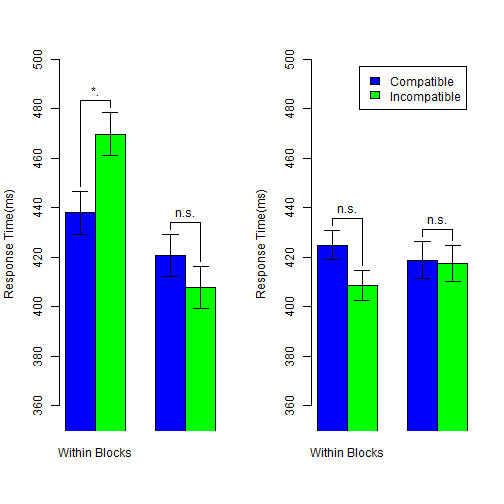 500
480
460
440
420
400
380
360
Response Time(ms)
*.
n.s.
Within Blocks
500
480
460
440
420
400
380
360
Response Time(ms)
Compatible
Incompatible
n.s.
n.s.
Within Blocks